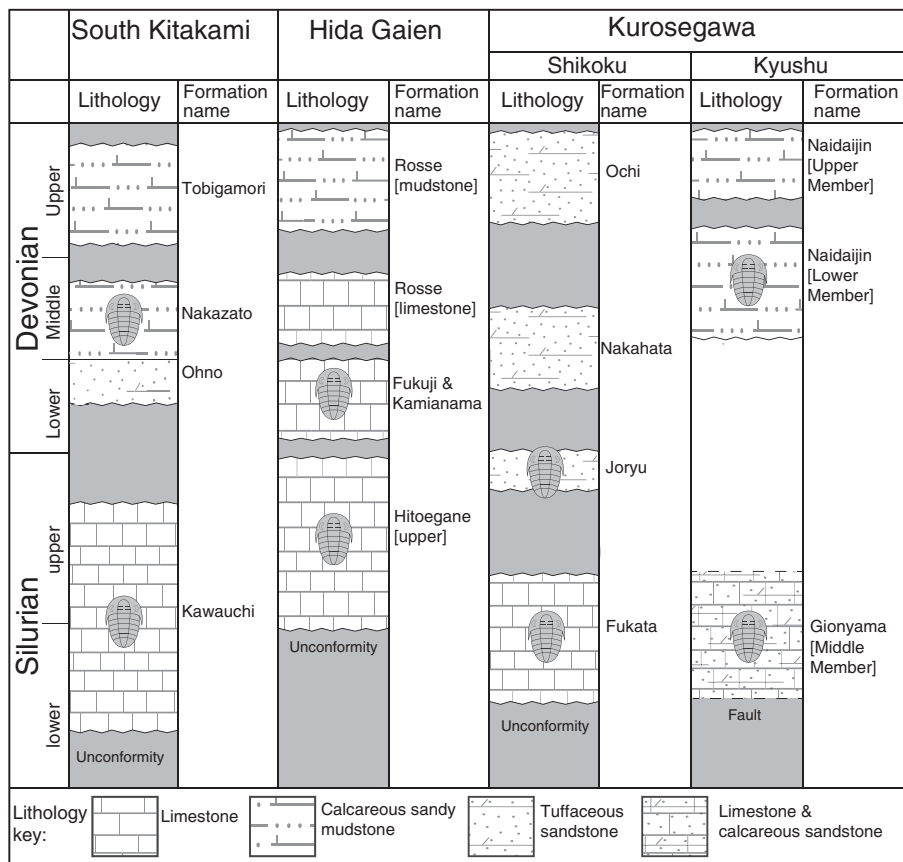 South Kitakami
Hida Gaien
Kurosegawa
Shikoku
Kyushu
Lithology
Formation
name
Lithology
Formation
name
Lithology
Formation
name
Lithology
Formation
name
Devonian
Upper
Middle
Lower
Silurian
upper
lower
Tobigamori
Nakazato
Ohno
Kawauchi
Unconformity
Rosse
[mudstone]
Rosse
[limestone]
Fukuji &
Kamianama
Hitoegane
[upper]
Unconformity
Ochi
Nakahata
Joryu
Fukata
Unconformity
Naidaijin
[Upper
Member]
Naidaijin
[Lower
Member]
Gionyama
[Middle
Member]
Fault
Lithology
key:
Limestone
Calcareous sandy
mudstone
Tuffaceous
sandstone
Limestone &
calcareous sandstone